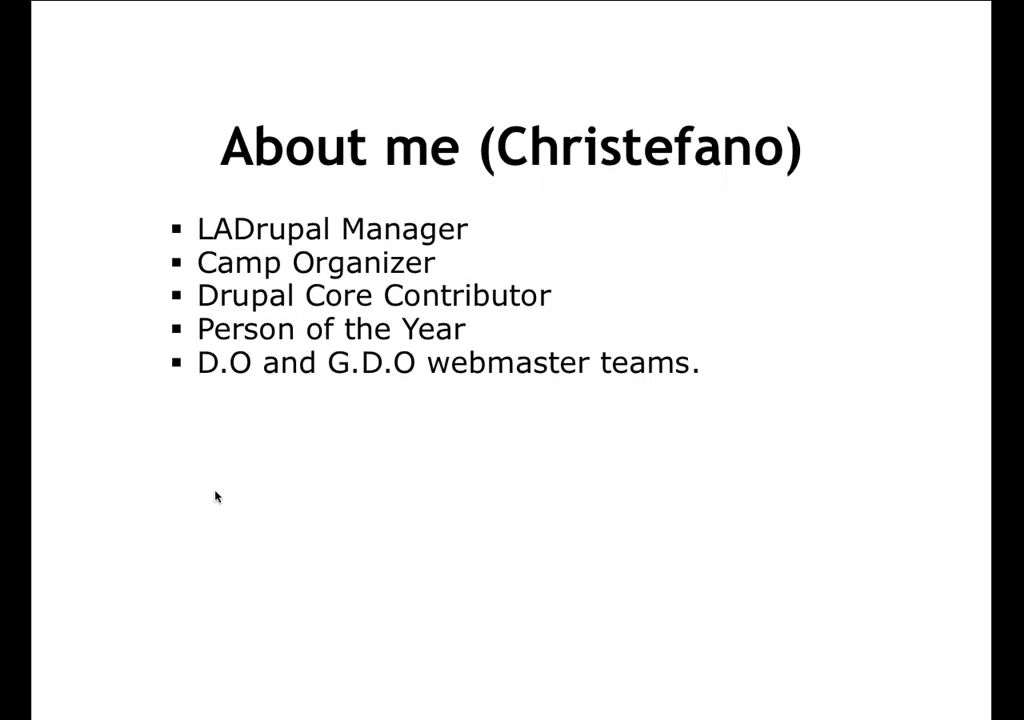 About me (Christefano)
▪ LADrupal Manager
▪ Camp Organizer
▪ Drupal Core Contributor
▪ Person of the Year
▪ D.O and G.D.O webmaster teams.